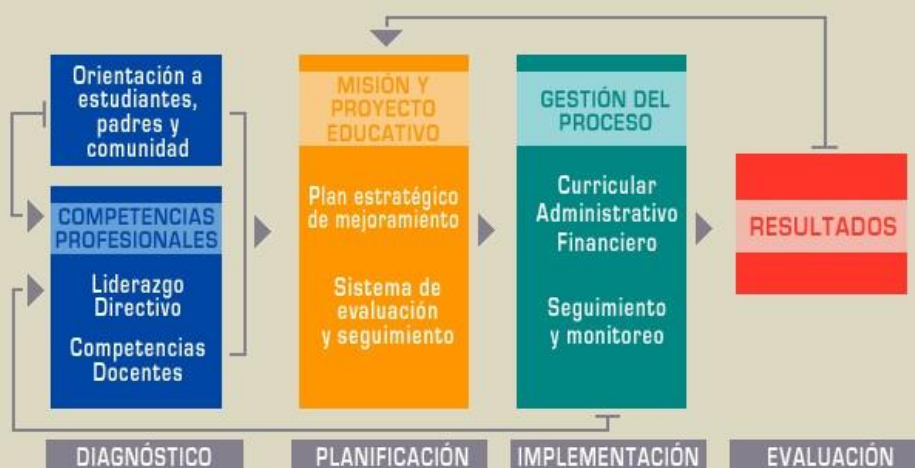 Orientación a
estudiantes,
padres y
comunidad
COMPETENCIAS
PROFESIONALES
Liderazgo
Directivo
Competencias
Docentes
MISIÓN Y
PROYECTO
EDUCATIVO
Plan estratégico
de mejoramiento
Sistema de
evaluación
y seguimiento
GESTIÓN DEL
PROCESO
Curricular
Administrativo
Financiero
Seguimiento
y monitoreo
RESULTADOS
DIAGNÓSTICO
PLANIFICACIÓN
IMPLEMENTACIÓN
EVALUACIÓN